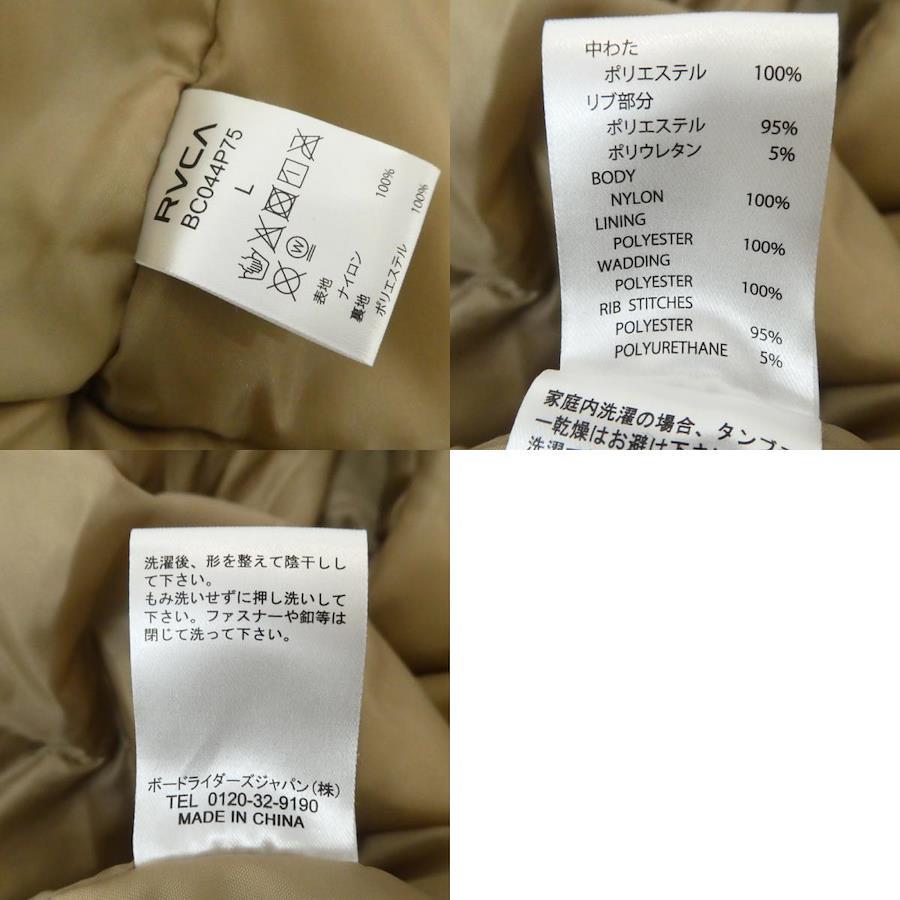 RVCA
BC044P75
L
W
表地
ナイロン 100%
裏地
ポリエステル 100%
中わた
ポリエステル 100%
リブ部分
ポリエステル 95%
ポリウレタン 5%
BODY
NYLON 100%
LINING
POLYESTER 100%
WADDING
POLYESTER 100%
RIB STITCHES
POLYESTER 95%
POLYURETHANE 5%
家庭内洗濯の場合、タンブ
ー乾燥はお避け下さ
洗濯
洗濯後、形を整えて陰干しし
て下さい。
もみ洗いせずに押し洗いして
下さい。ファスナーや釦等は
閉じて洗って下さい。
ボードライダーズジャパン(株)
TEL 0120-32-9190
MADE IN CHINA